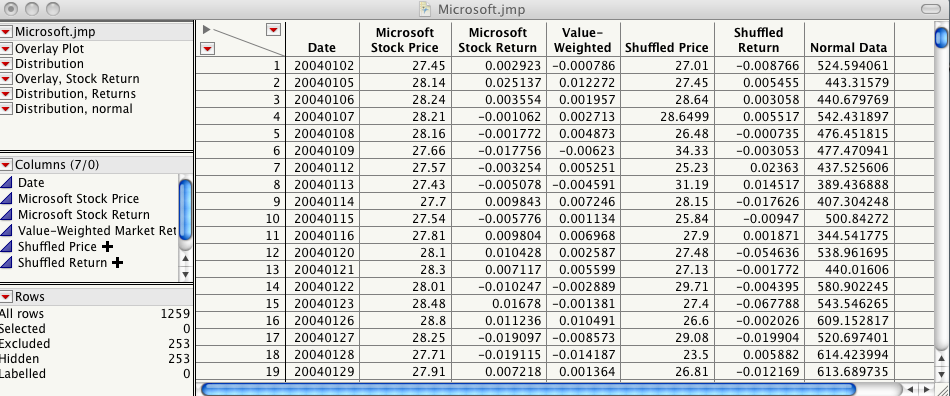 Microsoft.jmp
Microsoft.jmp
Overlay Plot
Distribution
Overlay, Stock Return
Distribution, Returns
Distribution, normal
Columns (7/0)
Date
Microsoft Stock Price
Microsoft Stock Return
Value-Weighted Market Ret
Shuffled Price
Shuffled Return
Rows
All rows 1259
Selected 0
Excluded 253
Hidden 253
Labelled 0
Date Microsoft Stock Price Microsoft Stock Return Value-Weighted Shuffled Price Shuffled Return Normal Data
1 20040102 27.45 0.002923 -0.000786 27.01 -0.008766 524.594061
2 20040105 28.14 0.025137 0.012272 27.45 0.005455 443.31579
3 20040106 28.24 0.003554 0.001957 28.64 0.003058 440.679769
4 20040107 28.21 -0.001062 0.002713 28.6499 0.005517 542.431897
5 20040108 28.16 -0.001772 0.004873 26.48 -0.000735 476.451815
6 20040109 27.66 -0.017756 -0.00623 34.33 -0.003053 477.470941
7 20040112 27.57 -0.003254 0.005251 25.23 0.02363 437.525606
8 20040113 27.43 -0.005078 -0.004591 31.19 0.014517 389.436888
9 20040114 27.7 0.009843 0.007246 28.15 -0.017626 407.304248
10 20040115 27.54 -0.005776 0.001134 25.84 -0.00947 500.84272
11 20040116 27.81 0.009804 0.006968 27.9 0.001871 344.541775
12 20040120 28.1 0.010428 0.002587 27.48 -0.054636 538.961695
13 20040121 28.3 0.007117 0.005599 27.13 -0.001772 440.01606
14 20040122 28.01 -0.010247 -0.002889 29.71 -0.004395 580.902245
15 20040123 28.48 0.01678 -0.001381 27.4 -0.067788 543.546265
16 20040126 28.8 0.011236 0.010491 26.6 -0.002026 609.152817
17 20040127 28.25 -0.019097 -0.008573 29.08 -0.019904 520.697401
18 20040128 27.71 -0.019115 -0.014187 23.5 0.005882 614.423994
19 20040129 27.91 0.007218 0.001364 26.81 -0.012169 613.689735